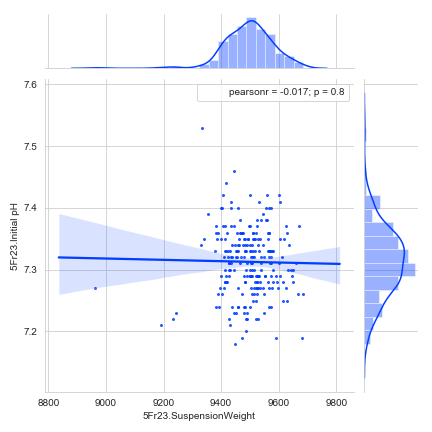 pearsonr = -0.017; p = 0.8
7.6
7.5
7.4
7.3
7.2
5Fr23.Initial pH
8800 9000 9200 9400 9600 9800
5Fr23.SuspensionWeight